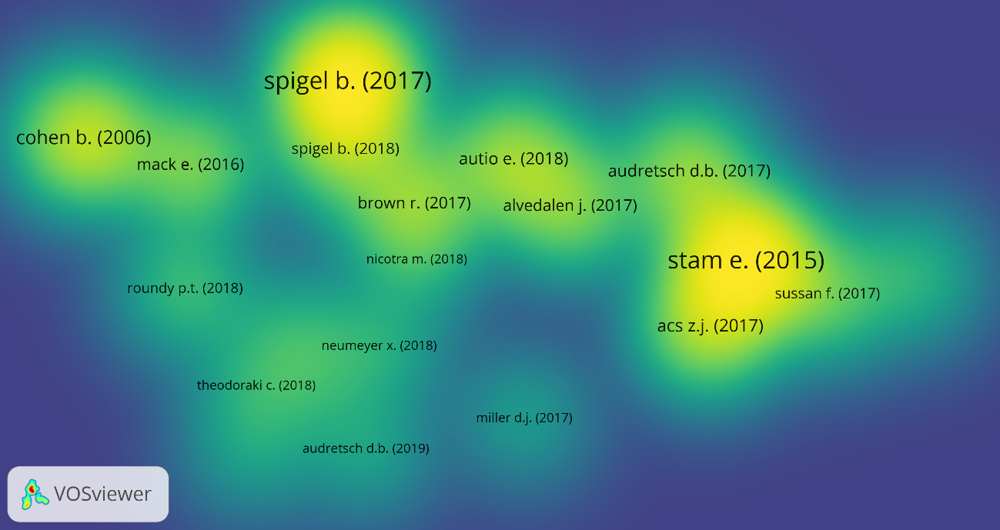 spigel b. (2017)
cohen b. (2006)
spigel b. (2018)
mack e. (2016)
autio e. (2018)
audretsch d.b. (2017)
brown r. (2017)
alvedalen j. (2017)
nicotra m. (2018)
stam e. (2015)
roundy p.t. (2018)
sussan f. (2017)
acs z.j. (2017)
neumeyer x. (2018)
theodoraki c. (2018)
miller d.j. (2017)
audretsch d.b. (2019)
VOSviewer